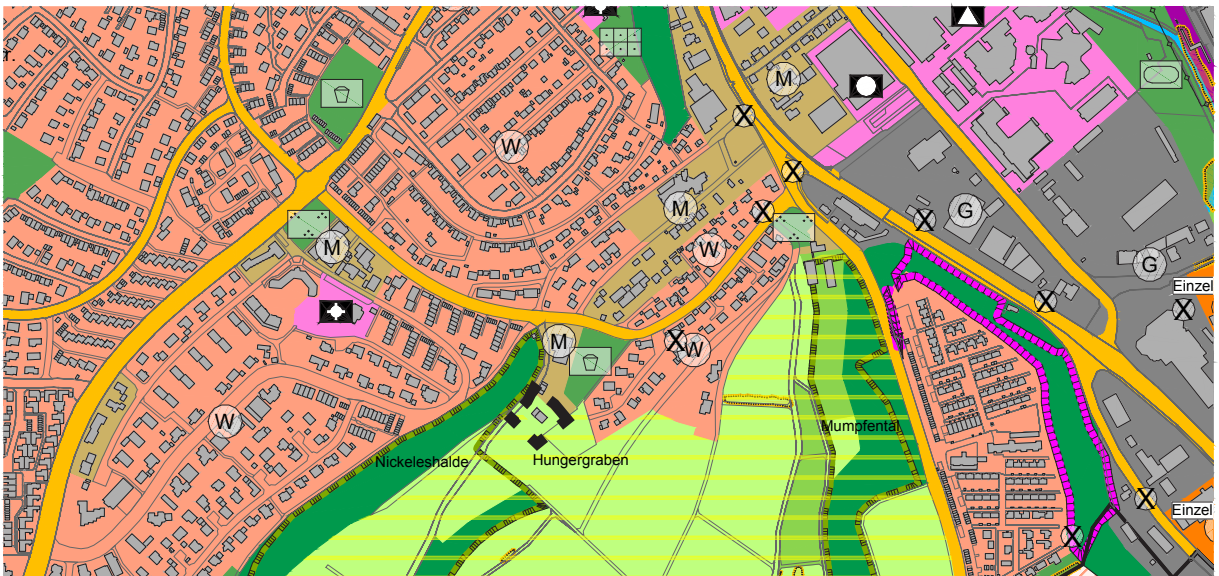 r.
M
W
M
G
X
X
X
X
M
W
G
X
Einzel
X
M
X
W
W
Mumpfental
Nickeleshalde
Hungergraben
X
Einzel
X